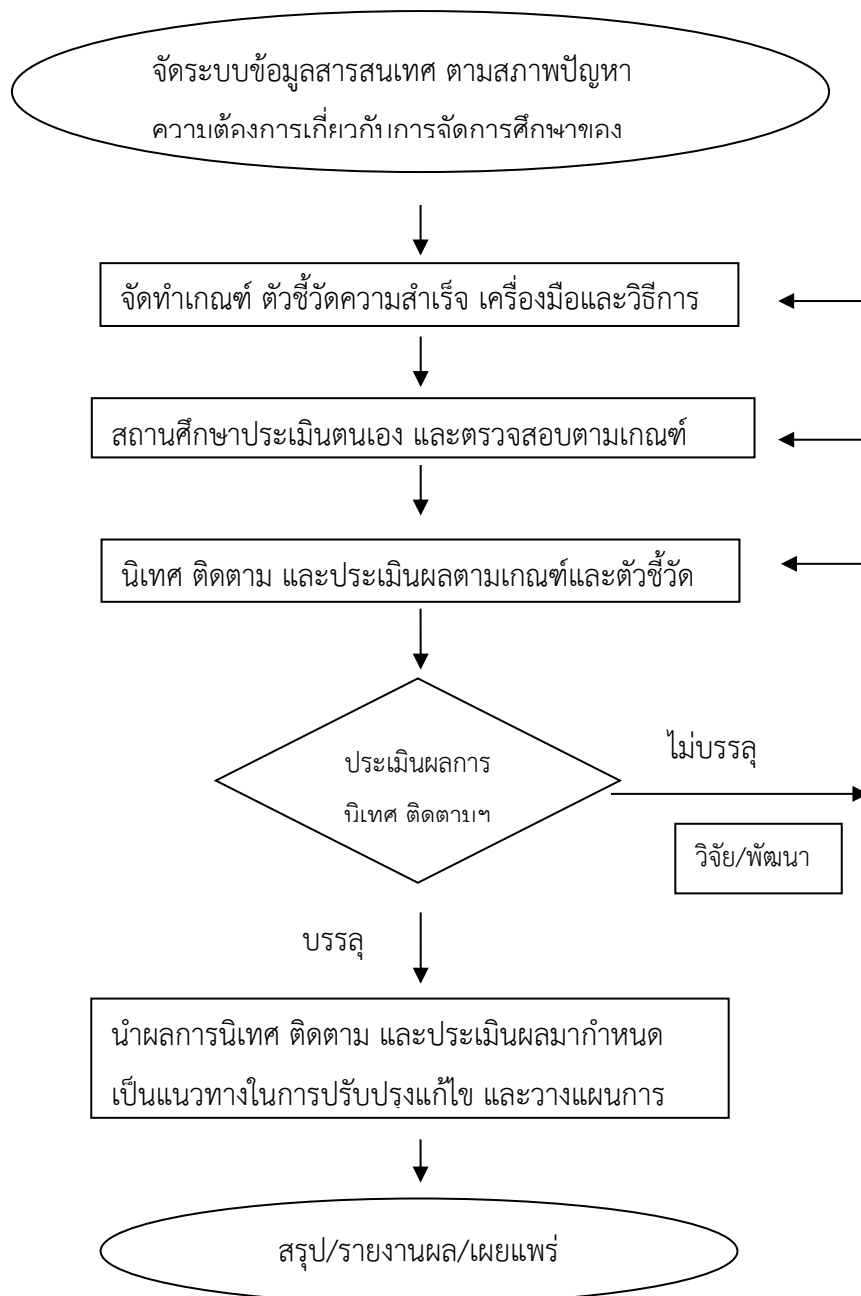 จัดระบบข้อมูลสารสนเทศ ตามสภาพปัญหา
ความต้องการเกี่ยวกับการจัดการศึกษาของ
จัดทำเกณฑ์ ตัวชี้วัดความสำเร็จ เครื่องมือและวิธีการ
สถานศึกษาประเมินตนเอง และตรวจสอบตามเกณฑ์
นิเทศ ติดตาม และประเมินผลตามเกณฑ์และตัวชี้วัด
ประเมินผลการ
นิเทศ ติดตามฯ
ไม่บรรลุ
วิจัย/พัฒนา
บรรลุ
นำผลการนิเทศ ติดตาม และประเมินผลมากำหนด
เป็นแนวทางในการปรับปรุงแก้ไข และวางแผนการ
สรุป/รายงานผล/เผยแพร่